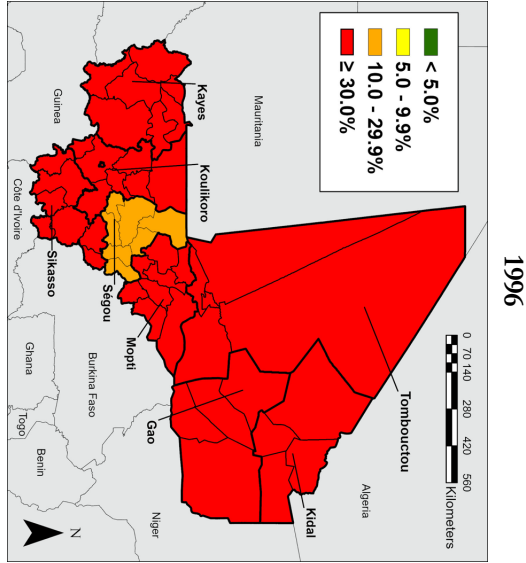 1996
< 5.0%
5.0 - 9.9%
10.0 - 29.9%
≥ 30.0%
0 70 140 280 420 560
Kilometers
Mauritania
Algeria
Tombouctou
Kidal
Gao
Kayes
Koulikoro
Mopti
Ségou
Sikasso
Niger
Guinea
Burkina Faso
Côte d'Ivoire
Ghana
Togo
Benin
N